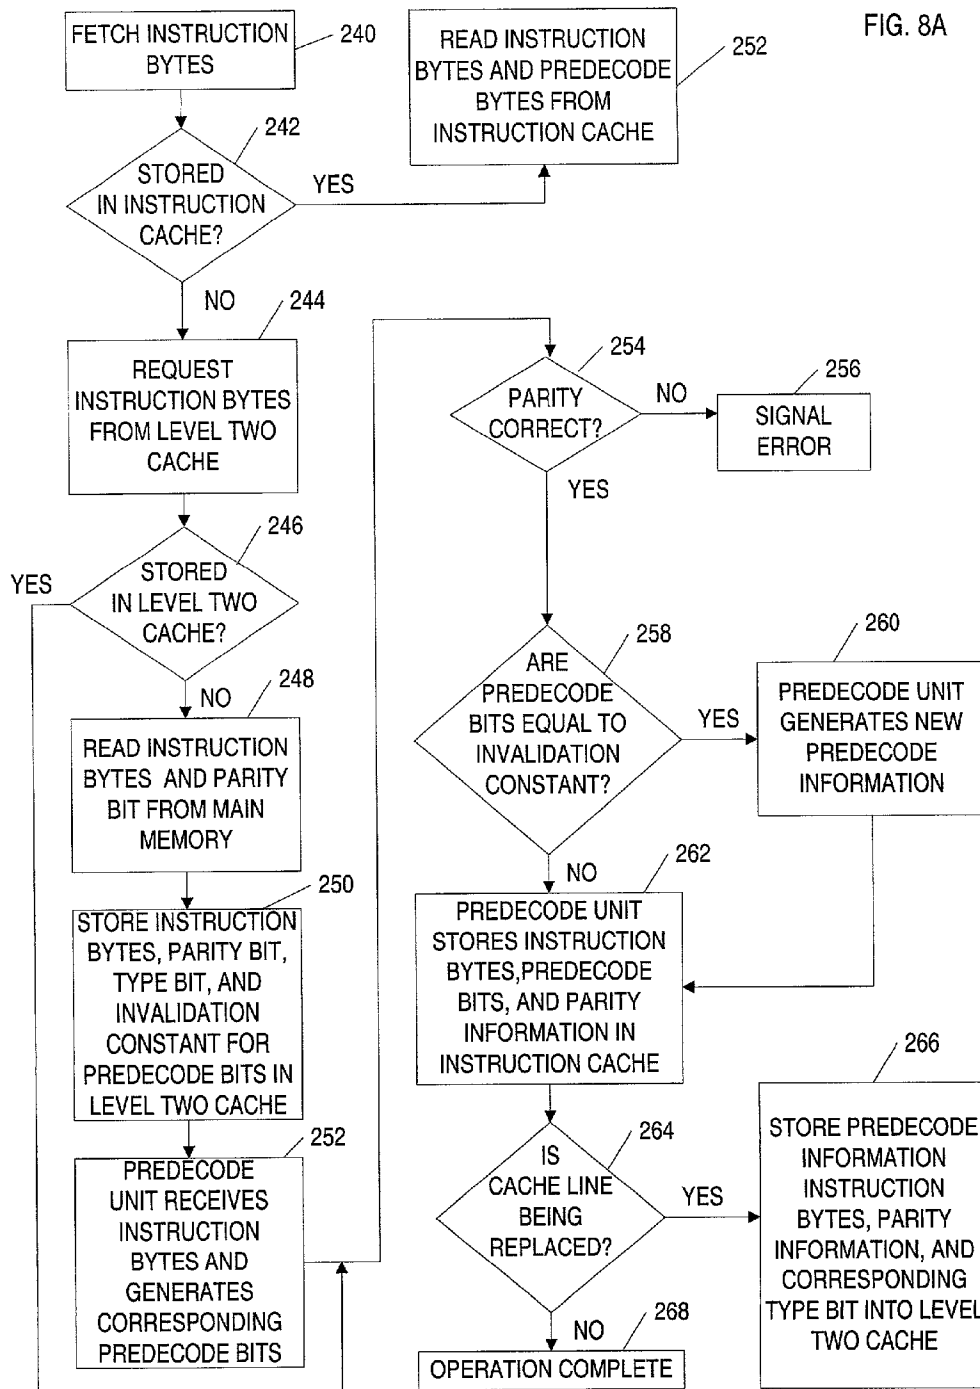 FIG. 8A
FETCH INSTRUCTION
BYTES
240
READ INSTRUCTION
BYTES AND PREDECODE
BYTES FROM
INSTRUCTION CACHE
252
242
STORED
IN INSTRUCTION
CACHE?
YES
NO
244
REQUEST
INSTRUCTION BYTES
FROM LEVEL TWO
CACHE
246
YES
STORED
IN LEVEL TWO
CACHE?
NO
248
READ INSTRUCTION
BYTES AND PARITY
BIT FROM MAIN
MEMORY
250
STORE INSTRUCTION
BYTES, PARITY BIT,
TYPE BIT, AND
INVALIDATION
CONSTANT FOR
PREDECODE BITS IN
LEVEL TWO CACHE
252
PREDECODE
UNIT RECEIVES
INSTRUCTION
BYTES AND
GENERATES
CORRESPONDING
PREDECODE BITS
254
PARITY
CORRECT?
NO
256
SIGNAL
ERROR
YES
258
ARE
PREDECODE
BITS EQUAL TO
INVALIDATION
CONSTANT?
YES
260
PREDECODE UNIT
GENERATES NEW
PREDECODE
INFORMATION
NO
262
PREDECODE UNIT
STORES INSTRUCTION
BYTES,PREDECODE
BITS, AND PARITY
INFORMATION IN
INSTRUCTION CACHE
264
IS
CACHE LINE
BEING
REPLACED?
YES
266
STORE PREDECODE
INFORMATION
INSTRUCTION
BYTES, PARITY
INFORMATION, AND
CORRESPONDING
TYPE BIT INTO LEVEL
TWO CACHE
NO
268
OPERATION COMPLETE